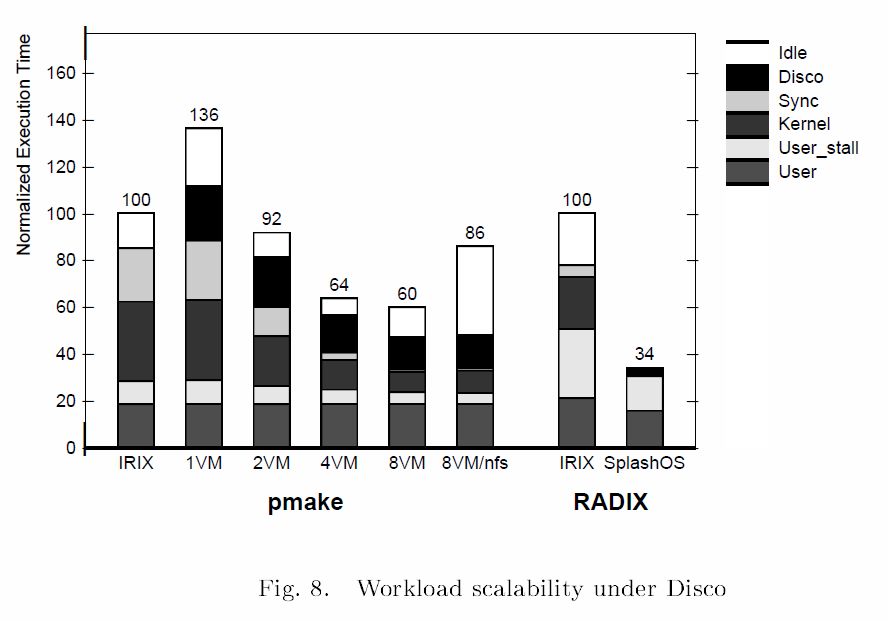 Normalized Execution Time
160
140
120
100
80
60
40
20
0
100
136
92
64
60
86
100
34
IRIX 1VM 2VM 4VM 8VM 8VM/nfs IRIX SplashOS
pmake RADIX
Idle
Disco
Sync
Kernel
User_stall
User
Fig. 8. Workload scalability under Disco